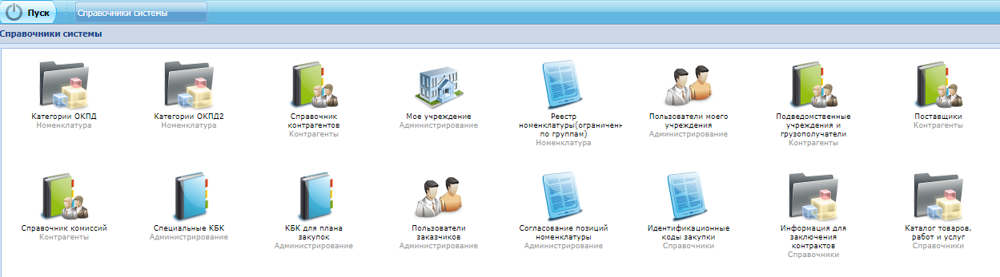 Пуск
Справочники системы
Справочники системы
Категории ОКПД
Номенклатура
Категории ОКПД2
Номенклатура
Справочник
контрагентов
Контрагенты
Мое учреждение
Администрирование
Реестр
номенклатуры(ограничен
по группам)
Номенклатура
Пользователи моего
учреждения
Администрирование
Подведомственные
учреждения и
грузополучатели
Контрагенты
Поставщики
Контрагенты
Справочник комиссий
Контрагенты
Специальные КБК
Администрирование
КБК для плана
закупок
Администрирование
Пользователи
заказчиков
Администрирование
Согласование позиций
номенклатуры
Администрирование
Идентификационные
коды закупки
Справочники
Информация для
заключения
контрактов
Справочники
Каталог товаров,
работ и услуг
Справочники